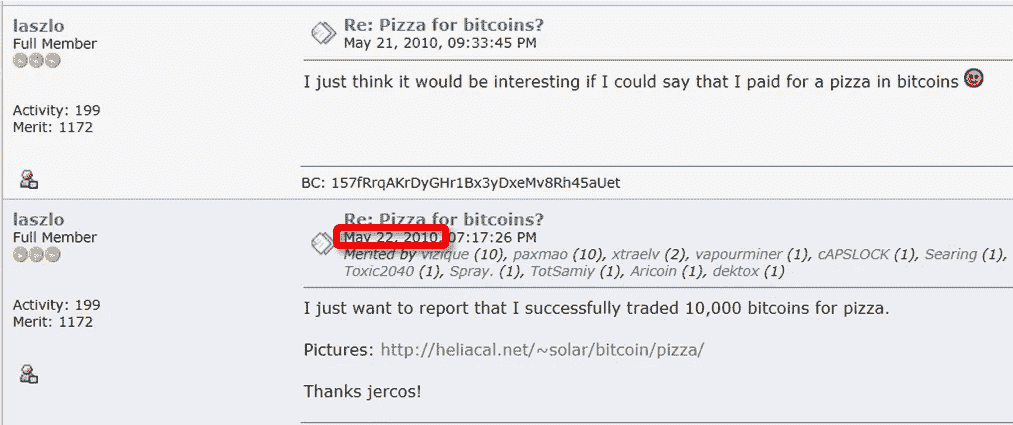 laszlo
Full Member
Activity: 199
Merit: 1172
Re: Pizza for bitcoins?
May 21, 2010, 09:33:45 PM
I just think it would be interesting if I could say that I paid for a pizza in bitcoins
BC: 157fRrqAKrDyGHr1Bx3yDxeMv8Rh45aUet
laszlo
Full Member
Activity: 199
Merit: 1172
Re: Pizza for bitcoins?
May 22, 2010, 07:17:26 PM
Merited by vizique (10), paxmao (10), xtraelv (2), vapourminer (1), cAPSLOCK (1), Searing (1),
Toxic2040 (1), Spray. (1), TotSamiy (1), Aricoin (1), dektox (1)
I just want to report that I successfully traded 10,000 bitcoins for pizza.
Pictures: http://heliacal.net/~solar/bitcoin/pizza/
Thanks jercos!